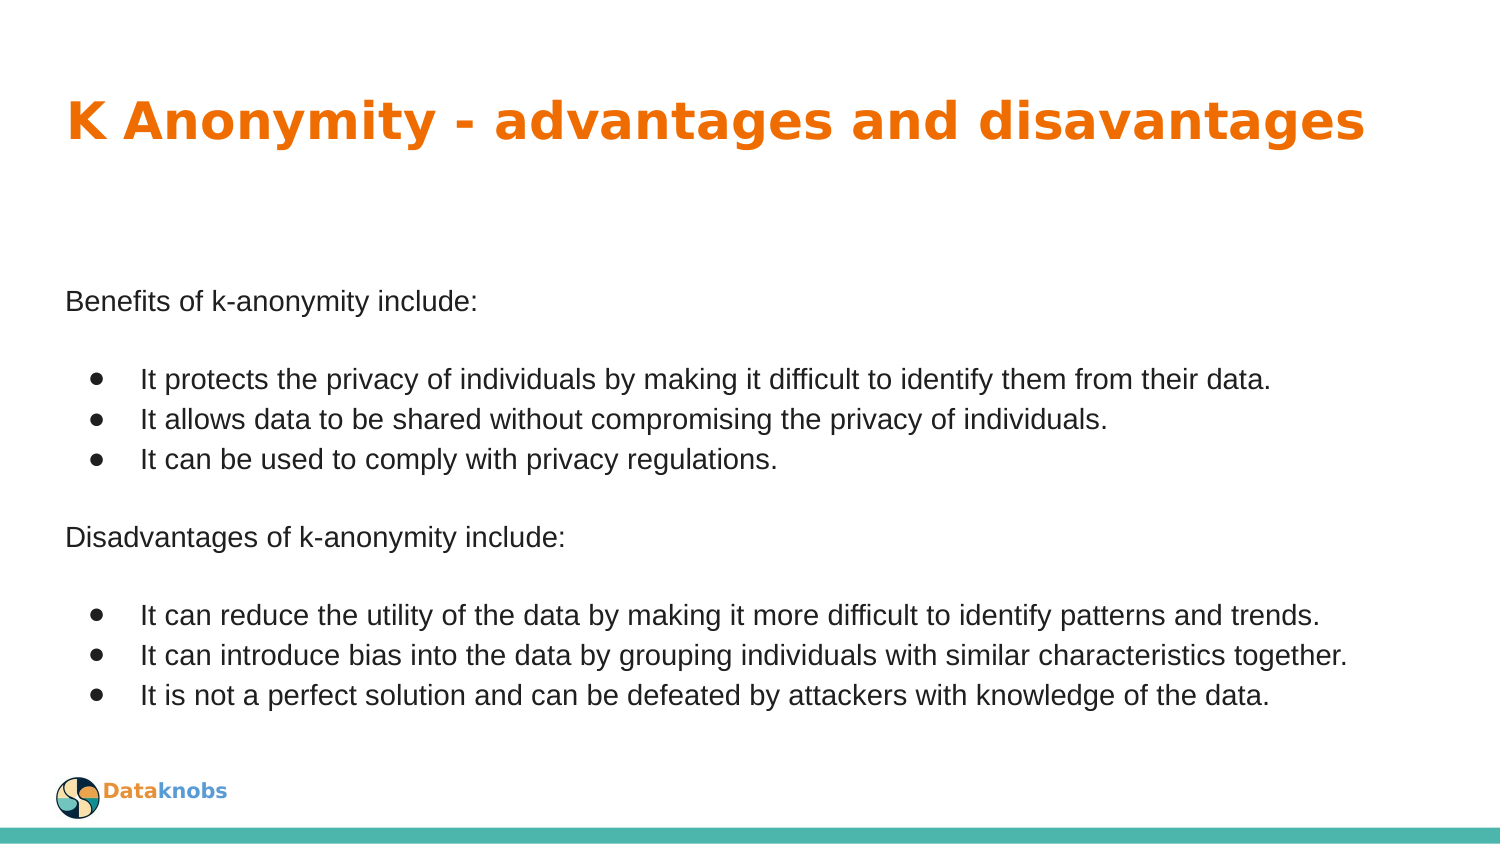 K Anonymity - advantages and disavantages
Benefits of k-anonymity include:
● It protects the privacy of individuals by making it difficult to identify them from their data.
● It allows data to be shared without compromising the privacy of individuals.
● It can be used to comply with privacy regulations.
Disadvantages of k-anonymity include:
● It can reduce the utility of the data by making it more difficult to identify patterns and trends.
● It can introduce bias into the data by grouping individuals with similar characteristics together.
● It is not a perfect solution and can be defeated by attackers with knowledge of the data.
Dataknobs